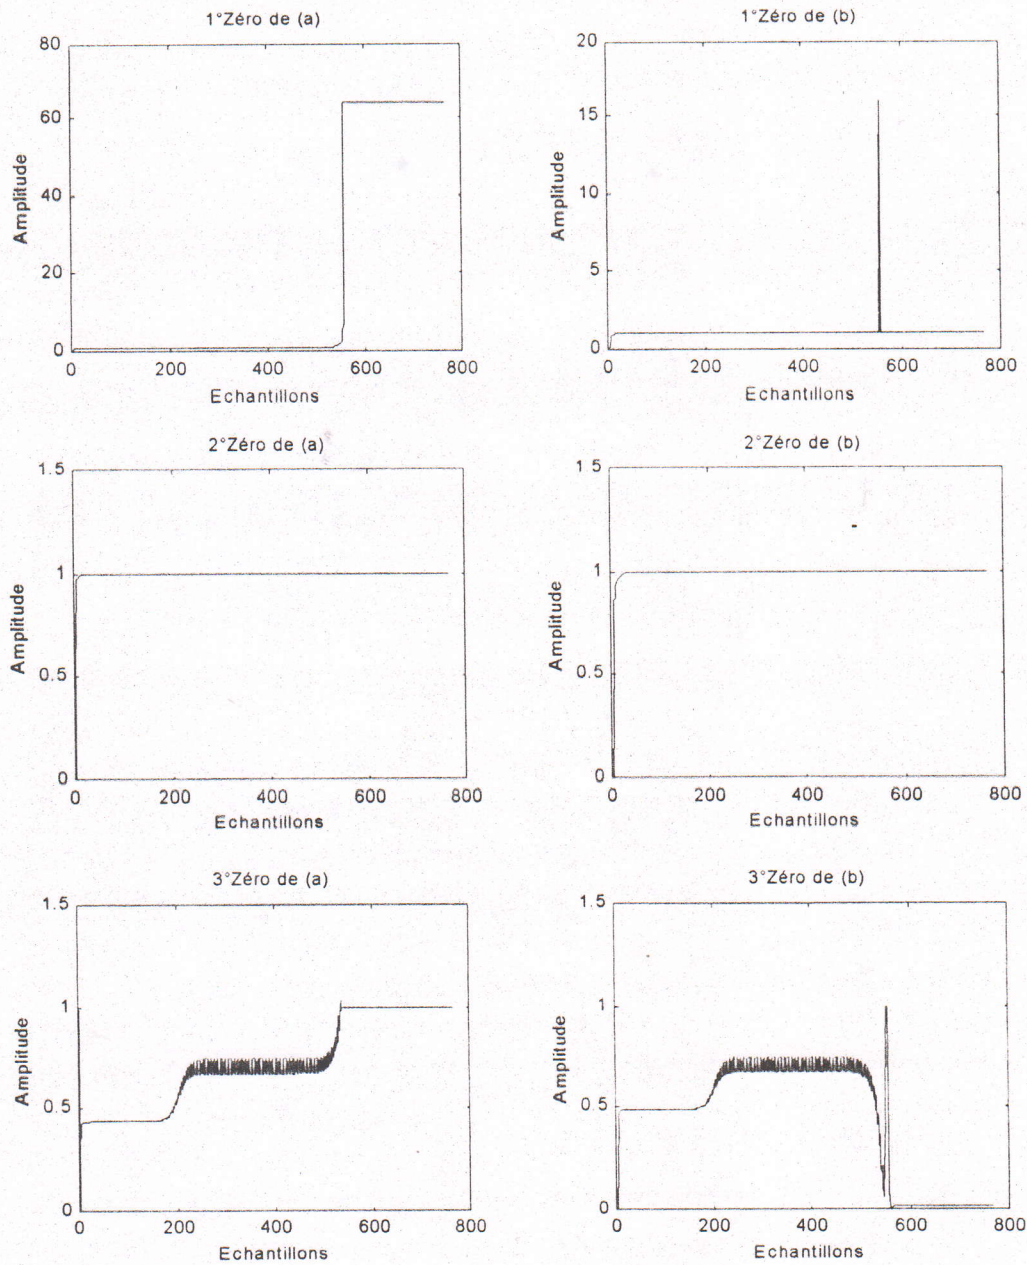 1°Zéro de (a)
80
60
40
20
0
Amplitude
0 200 400 600 800
Echantillons
1°Zéro de (b)
20
15
10
5
0
Amplitude
0 200 400 600 800
Echantillons
2°Zéro de (a)
1.5
1
0.5
0
Amplitude
0 200 400 600 800
Echantillons
2°Zéro de (b)
1.5
1
0.5
0
Amplitude
0 200 400 600 800
Echantillons
3°Zéro de (a)
1.5
1
0.5
0
Amplitude
0 200 400 600 800
Echantillons
3°Zéro de (b)
1.5
1
0.5
0
Amplitude
0 200 400 600 800
Echantillons